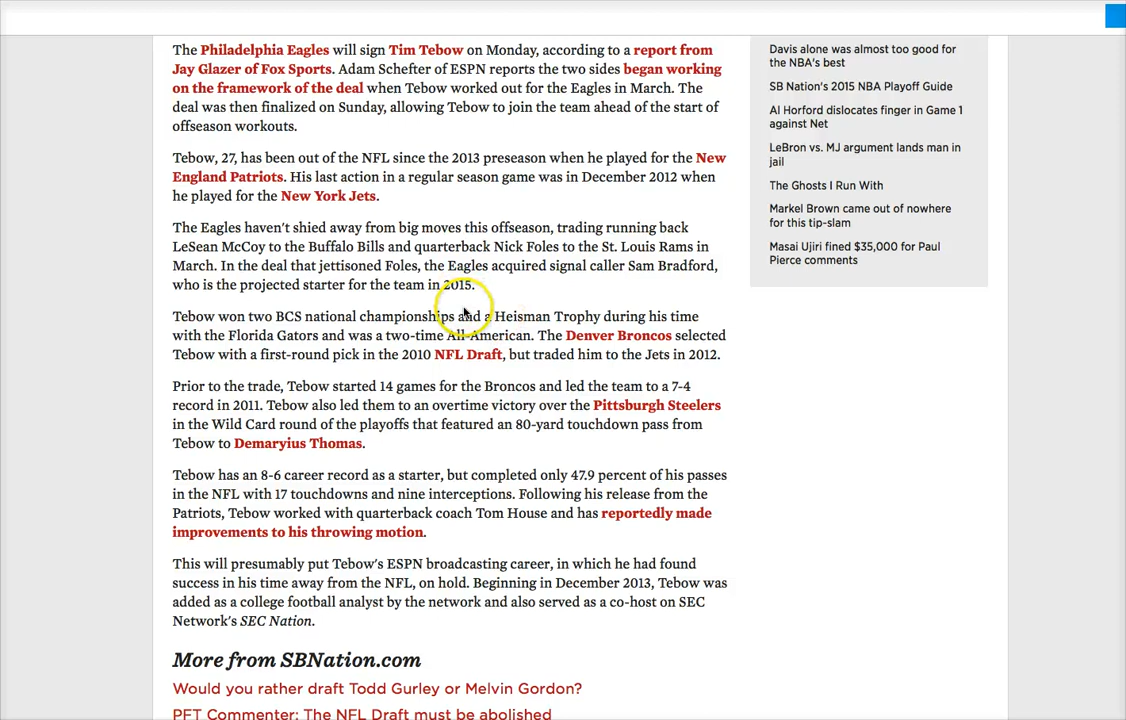 The Philadelphia Eagles will sign Tim Tebow on Monday, according to a report from
Jay Glazer of Fox Sports. Adam Schefter of ESPN reports the two sides began working
on the framework of the deal when Tebow worked out for the Eagles in March. The
deal was then finalized on Sunday, allowing Tebow to join the team ahead of the start of
offseason workouts.
Tebow, 27, has been out of the NFL since the 2013 preseason when he played for the New
England Patriots. His last action in a regular season game was in December 2012 when
he played for the New York Jets.
The Eagles haven't shied away from big moves this offseason, trading running back
LeSean McCoy to the Buffalo Bills and quarterback Nick Foles to the St. Louis Rams in
March. In the deal that jettisoned Foles, the Eagles acquired signal caller Sam Bradford,
who is the projected starter for the team in 2015.
Tebow won two BCS national championships and a Heisman Trophy during his time
with the Florida Gators and was a two-time All-American. The Denver Broncos selected
Tebow with a first-round pick in the 2010 NFL Draft, but traded him to the Jets in 2012.
Prior to the trade, Tebow started 14 games for the Broncos and led the team to a 7-4
record in 2011. Tebow also led them to an overtime victory over the Pittsburgh Steelers
in the Wild Card round of the playoffs that featured an 80-yard touchdown pass from
Tebow to Demaryius Thomas.
Tebow has an 8-6 career record as a starter, but completed only 47.9 percent of his passes
in the NFL with 17 touchdowns and nine interceptions. Following his release from the
Patriots, Tebow worked with quarterback coach Tom House and has reportedly made
improvements to his throwing motion.
This will presumably put Tebow's ESPN broadcasting career, in which he had found
success in his time away from the NFL, on hold. Beginning in December 2013, Tebow was
added as a college football analyst by the network and also served as a co-host on SEC
Network's SEC Nation.
More from SBNation.com
Would you rather draft Todd Gurley or Melvin Gordon?
PFT Commenter: The NFL Draft must be abolished
Davis alone was almost too good for
the NBA's best
SB Nation's 2015 NBA Playoff Guide
Al Horford dislocates finger in Game 1
against Net
LeBron vs. MJ argument lands man in
jail
The Ghosts I Run With
Markel Brown came out of nowhere
for this tip-slam
Masai Ujiri fined $35,000 for Paul
Pierce comments